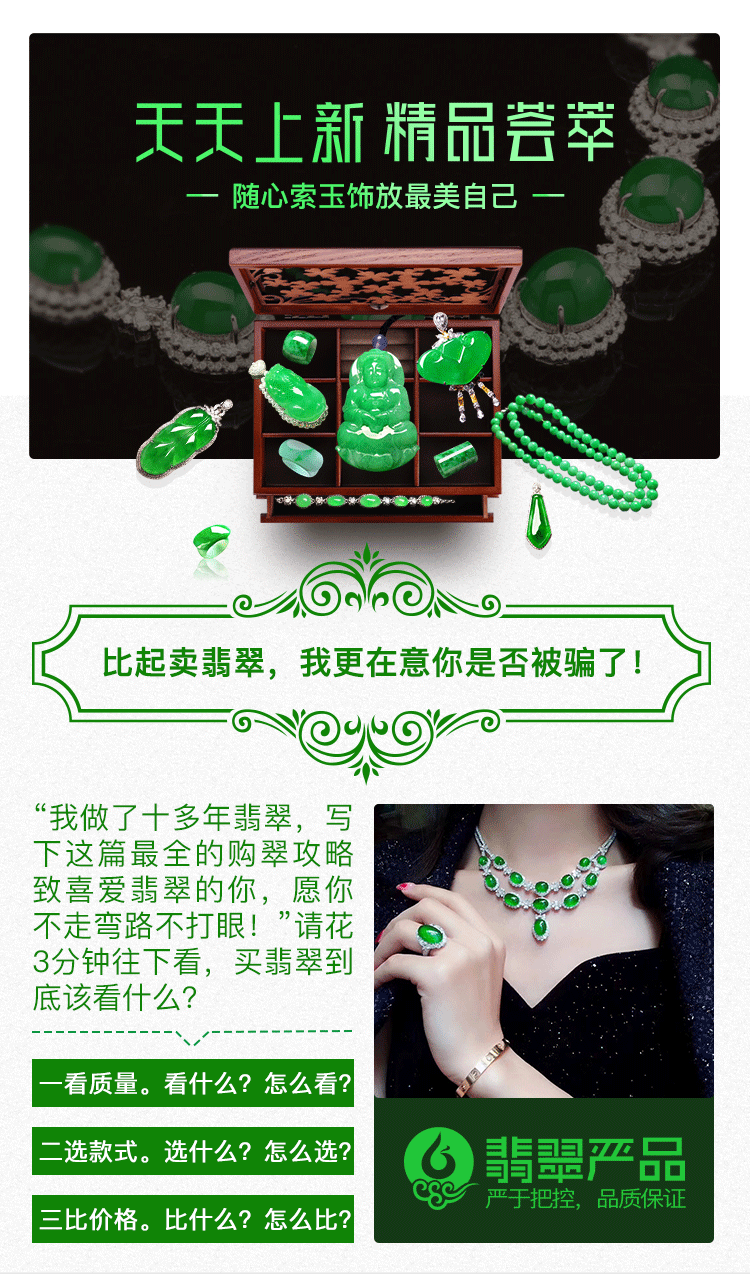 天天上新 精品荟萃
随心索玉饰放最美自己
比起卖翡翠，我更在意你是否被骗了！
“我做了十多年翡翠，写
下这篇最全的购翠攻略
致喜爱翡翠的你，愿你
不走弯路不打眼！”请花
3分钟往下看，买翡翠到
底该看什么？
一看质量。看什么？怎么看？
二选款式。选什么？怎么选？
三比价格。比什么？怎么比？
翡翠严品
严于把控，品质保证